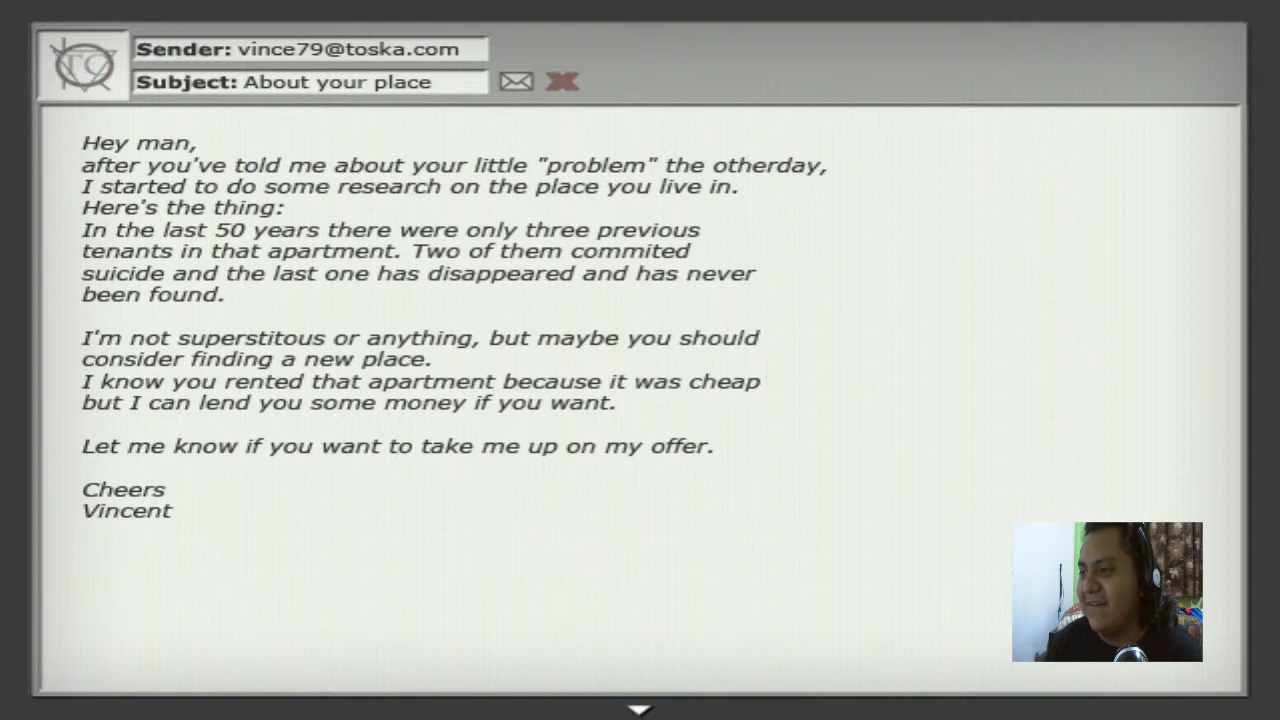 Sender: vince79@toska.com
Subject: About your place
Hey man,
after you've told me about your little "problem" the otherday,
I started to do some research on the place you live in.
Here's the thing:
In the last 50 years there were only three previous
tenants in that apartment. Two of them commited
suicide and the last one has disappeared and has never
been found.
I'm not superstitous or anything, but maybe you should
consider finding a new place.
I know you rented that apartment because it was cheap
but I can lend you some money if you want.
Let me know if you want to take me up on my offer.
Cheers
Vincent